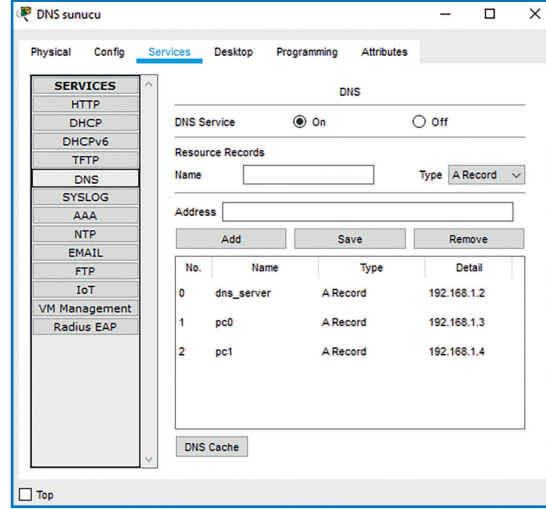 DNS sunucu
Physical Config Services Desktop Programming Attributes
SERVICES
HTTP
DHCP
DHCPv6
TFTP
DNS
SYSLOG
AAA
NTP
EMAIL
FTP
IoT
VM Management
Radius EAP
DNS
DNS Service On Off
Resource Records
Name Type A Record
Address
Add Save Remove
No. Name Type Detail
0 dns_server A Record 192.168.1.2
1 pc0 A Record 192.168.1.3
2 pc1 A Record 192.168.1.4
DNS Cache
Top